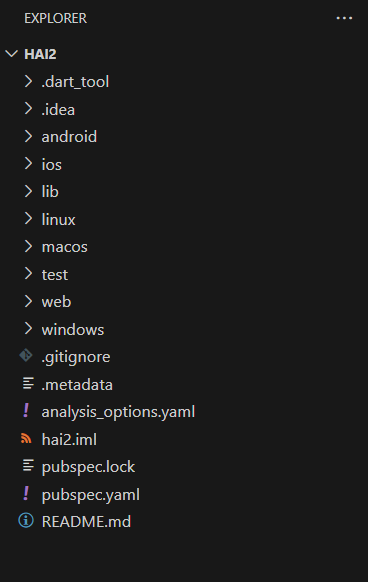 EXPLORER
HAI2
.dart_tool
.idea
android
ios
lib
linux
macos
test
web
windows
.gitignore
.metadata
analysis_options.yaml
hai2.iml
pubspec.lock
pubspec.yaml
README.md